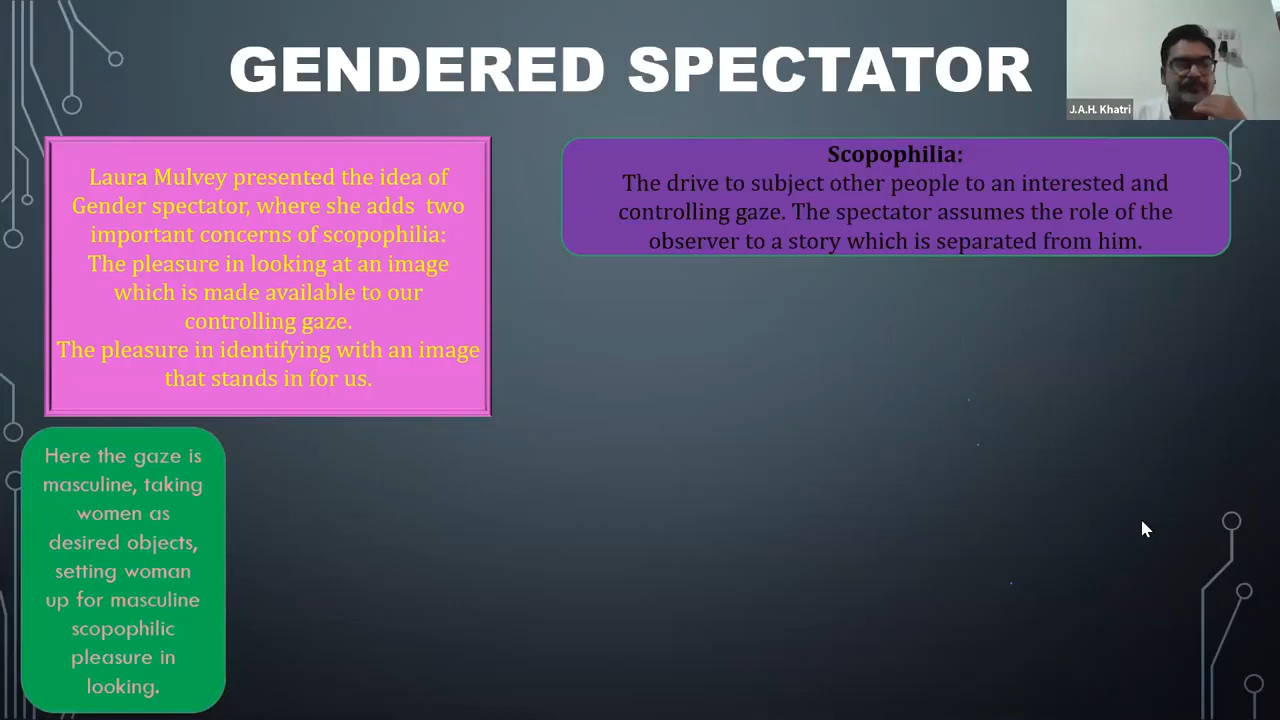 GENDERED SPECTATOR
J.A.H. Khatri
Laura Mulvey presented the idea of
Gender spectator, where she adds two
important concerns of scopophilia:
The pleasure in looking at an image
which is made available to our
controlling gaze.
The pleasure in identifying with an image
that stands in for us.
Scopophilia:
The drive to subject other people to an interested and
controlling gaze. The spectator assumes the role of the
observer to a story which is separated from him.
Here the gaze is
masculine, taking
women as
desired objects,
setting woman
up for masculine
scopophilic
pleasure in
looking.